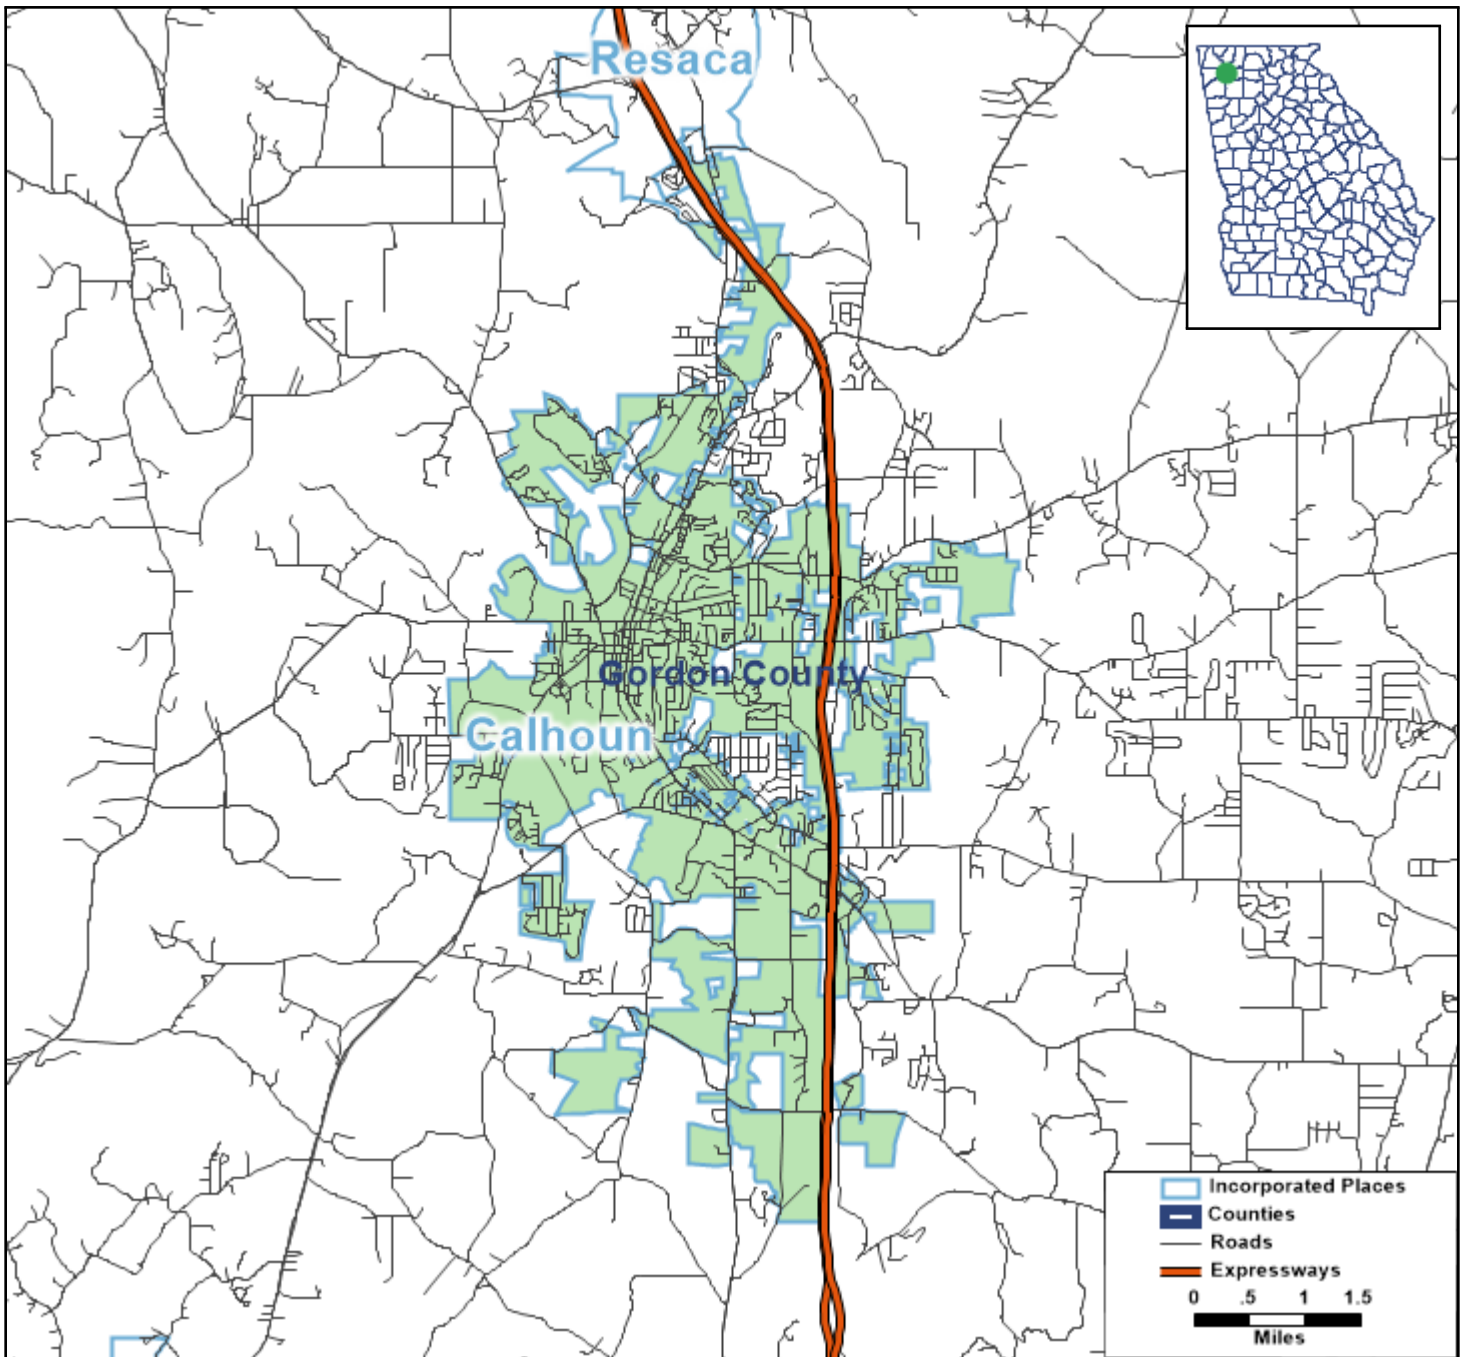 Resaca
Gordon County
Calhoun
Incorporated Places
Counties
Roads
Expressways
0 .5 1 1.5
Miles